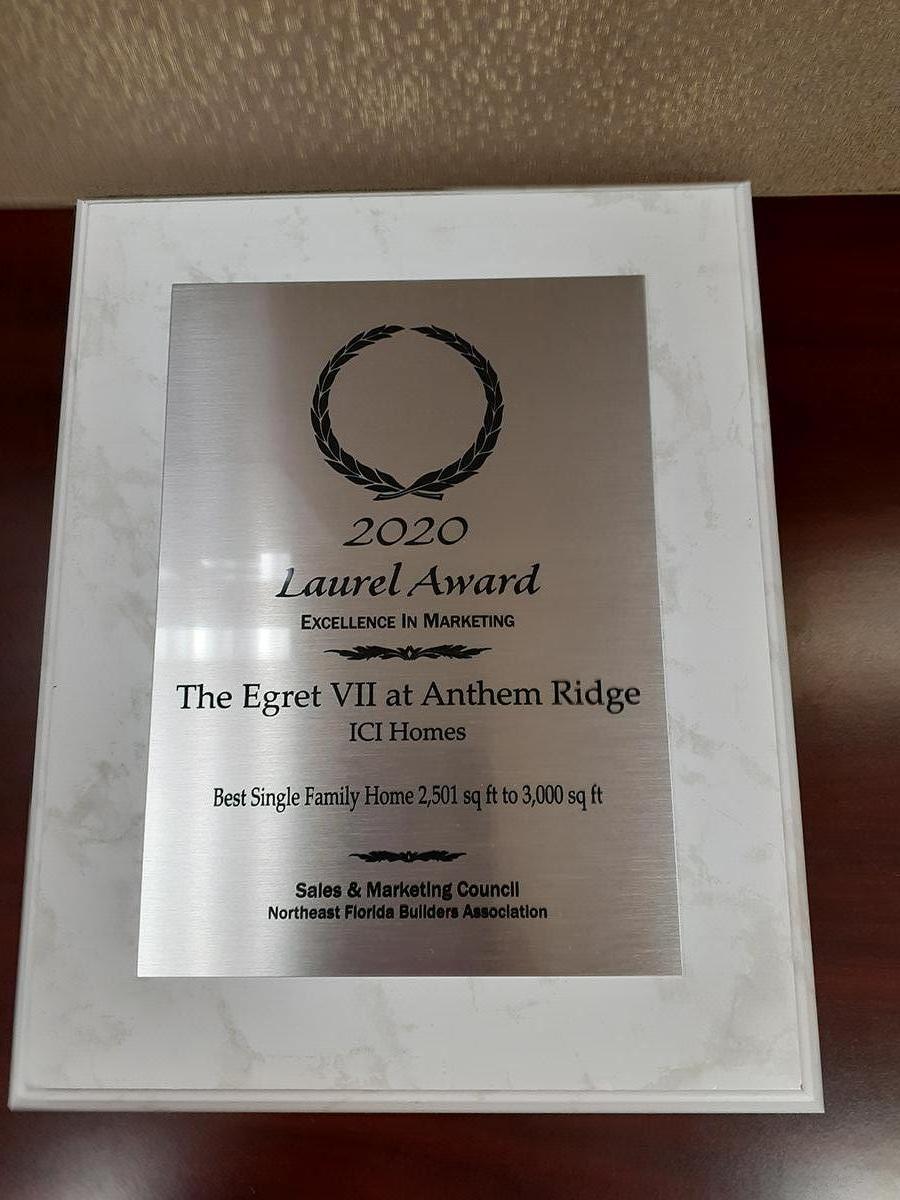 2020
Laurel Award
EXCELLENCE IN MARKETING
The Egret VII at Anthem Ridge
ICI Homes
Best Single Family Home 2,501 sq ft to 3,000 sq ft
Sales & Marketing Council
Northeast Florida Builders Association